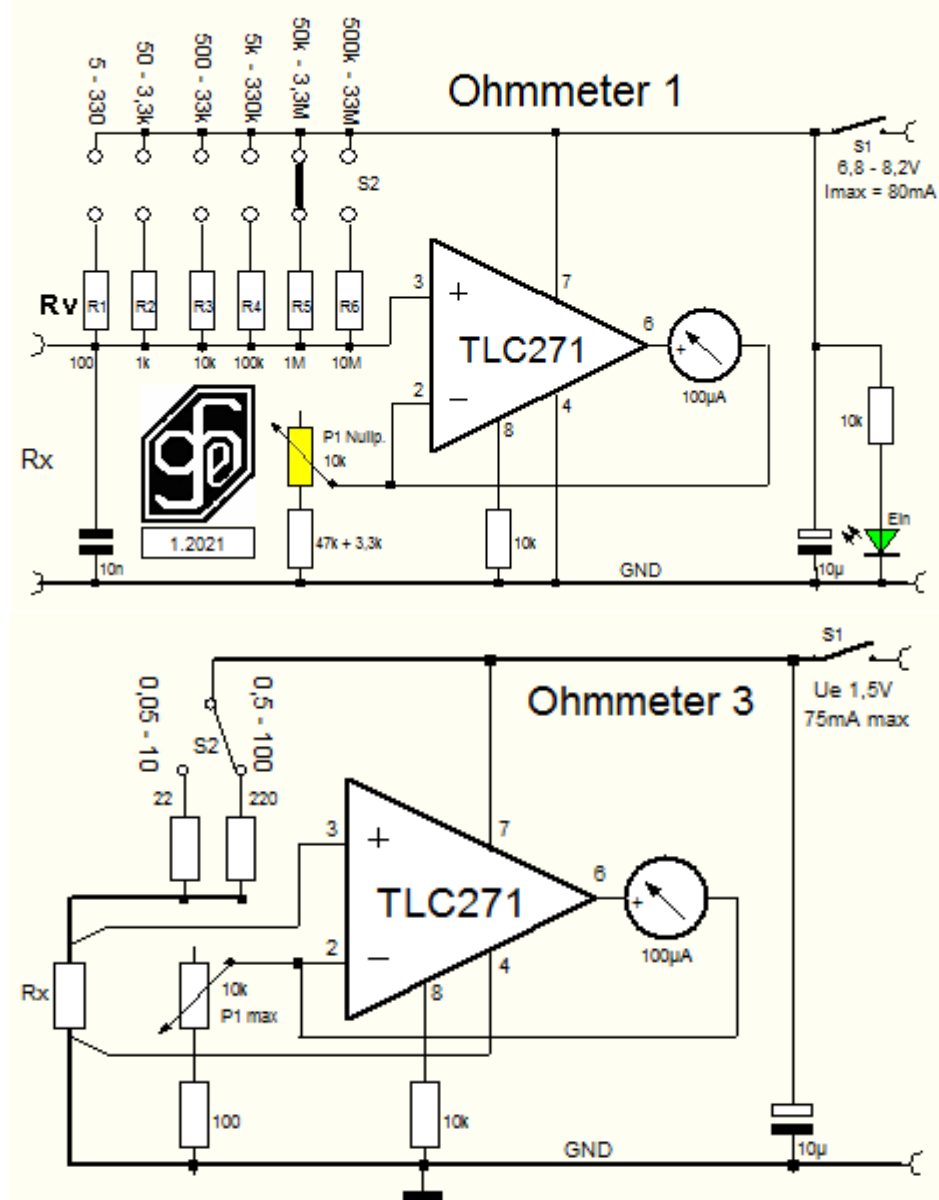 5 - 330
50 - 3,3k
500 - 33k
5k - 330k
50k - 3,3M
500k - 33M
Ohmmeter 1
S1
6,8 - 8,2V
Imax = 80mA
S2
Rv
R1
R2
R3
R4
R5
R6
100
1k
10k
100k
1M
10M
3
+
7
TLC271
6
+
100µA
2
−
4
8
P1 Nullp.
10k
10k
Rx
1.2021
47k + 3,3k
10k
Ein
10n
GND
10µ
S1
Ohmmeter 3
Ue 1,5V
75mA max
0,05 - 10
0,5 - 100
S2
22
220
3
+
7
TLC271
6
+
100µA
2
−
4
8
Rx
10k
P1 max
100
10k
GND
10µ